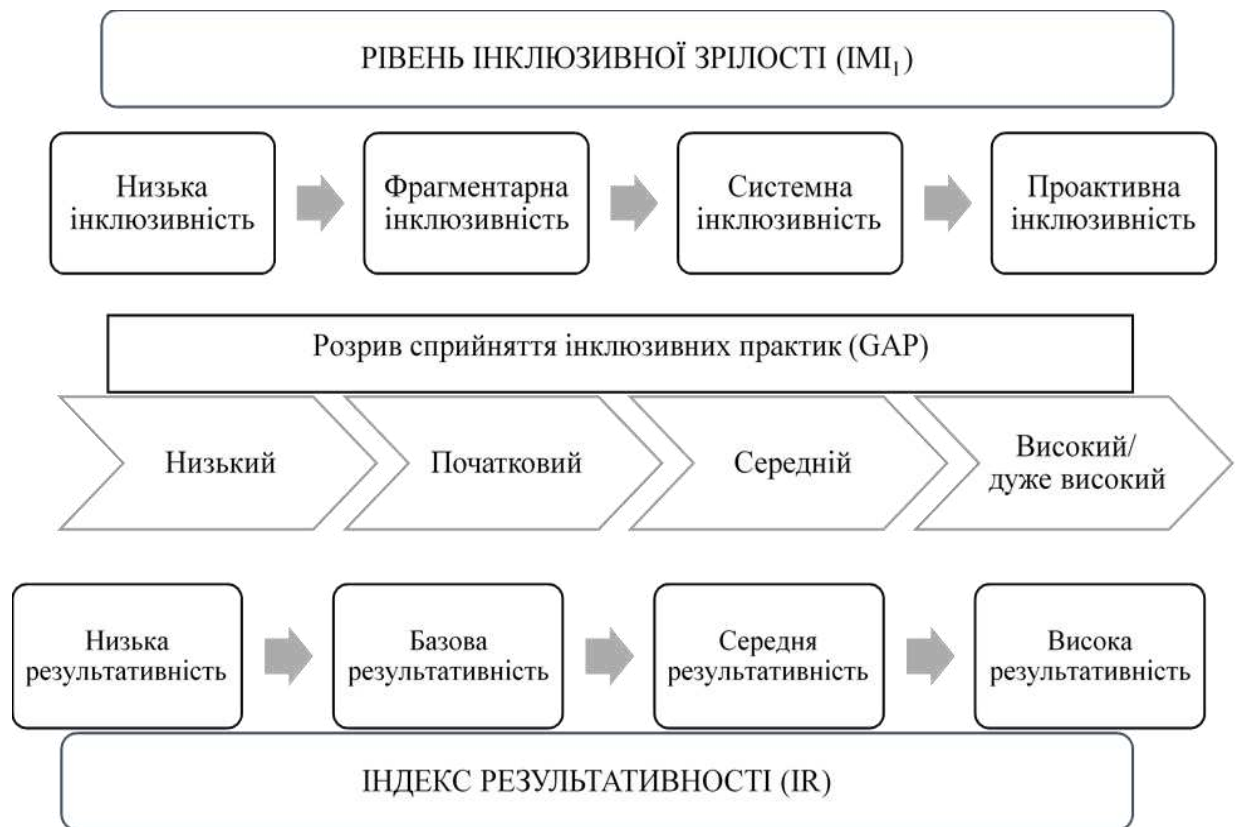 РІВЕНЬ ІНКЛЮЗИВНОЇ ЗРІЛОСТІ (IMI₁)
Низька
інклюзивність
Фрагментарна
інклюзивність
Системна
інклюзивність
Проактивна
інклюзивність
Розрив сприйняття інклюзивних практик (GAP)
Низький
Початковий
Середній
Високий/
дуже високий
Низька
результативність
Базова
результативність
Середня
результативність
Висока
результативність
ІНДЕКС РЕЗУЛЬТАТИВНОСТІ (IR)